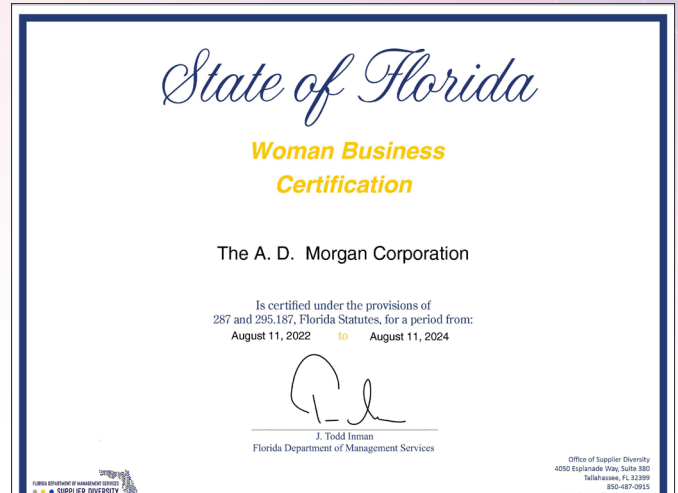 State of Florida
Woman Business
Certification
The A. D. Morgan Corporation
Is certified under the provisions of
287 and 295.187, Florida Statutes, for a period from:
August 11, 2022 to August 11, 2024
J. Todd Inman
Florida Department of Management Services
Office of Supplier Diversity
4050 Esplanade Way, Suite 380
Tallahassee, FL 32399
850-487-0915
FLORIDA DEPARTMENT OF MANAGEMENT SERVICES
SUPPLIER DIVERSITY